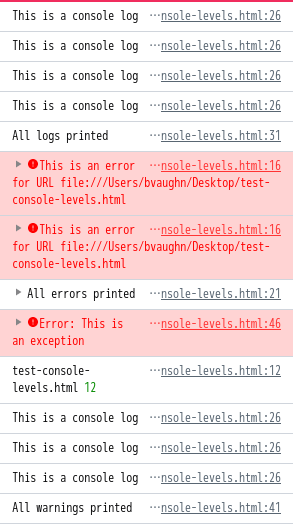 This is a console log …nsole-levels.html:26
This is a console log …nsole-levels.html:26
This is a console log …nsole-levels.html:26
This is a console log …nsole-levels.html:26
All logs printed …nsole-levels.html:31
This is an error …nsole-levels.html:16
for URL file:///Users/bvaughn/Desktop/test-
console-levels.html
This is an error …nsole-levels.html:16
for URL file:///Users/bvaughn/Desktop/test-
console-levels.html
All errors printed …nsole-levels.html:21
Error: This is …nsole-levels.html:46
an exception
test-console- …nsole-levels.html:12
levels.html 12
This is a console log …nsole-levels.html:26
This is a console log …nsole-levels.html:26
This is a console log …nsole-levels.html:26
All warnings printed …nsole-levels.html:41